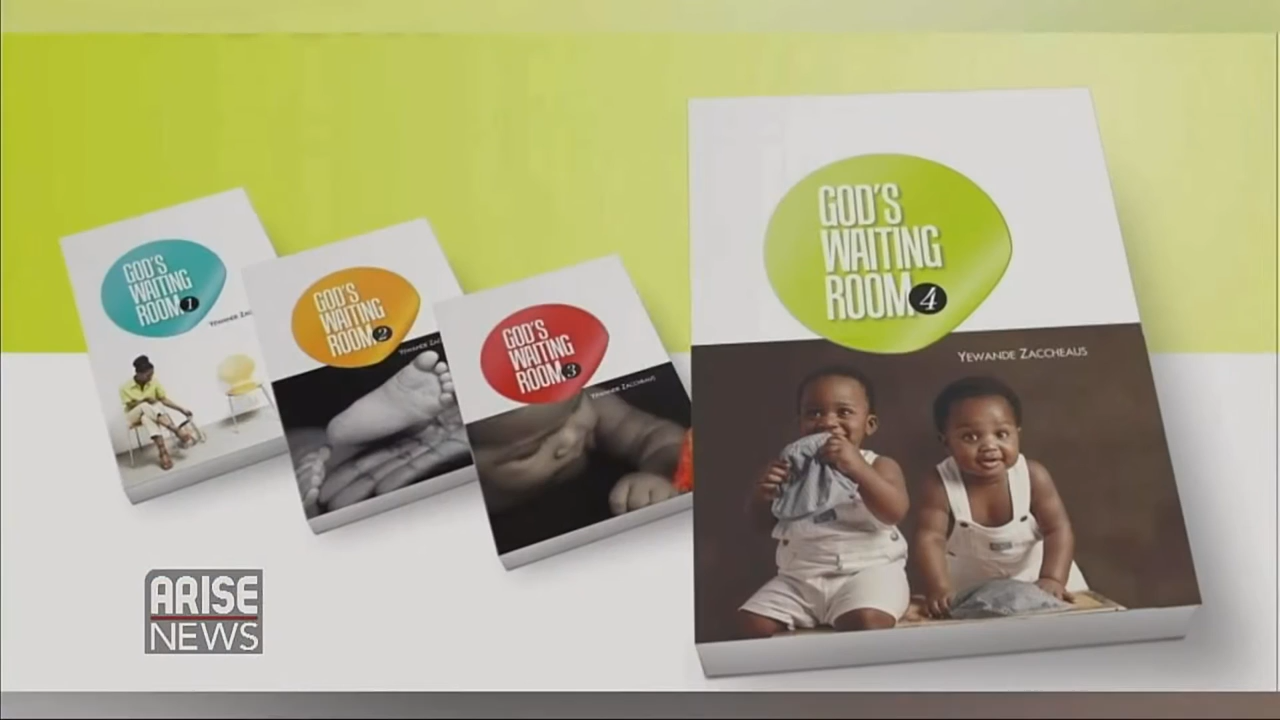 GOD'S
WAITING
ROOM 1
GOD'S
WAITING
ROOM 2
GOD'S
WAITING
ROOM 3
YEWANDE ZACCHEAUS
GOD'S
WAITING
ROOM 4
YEWANDE ZACCHEAUS
ARISE
NEWS